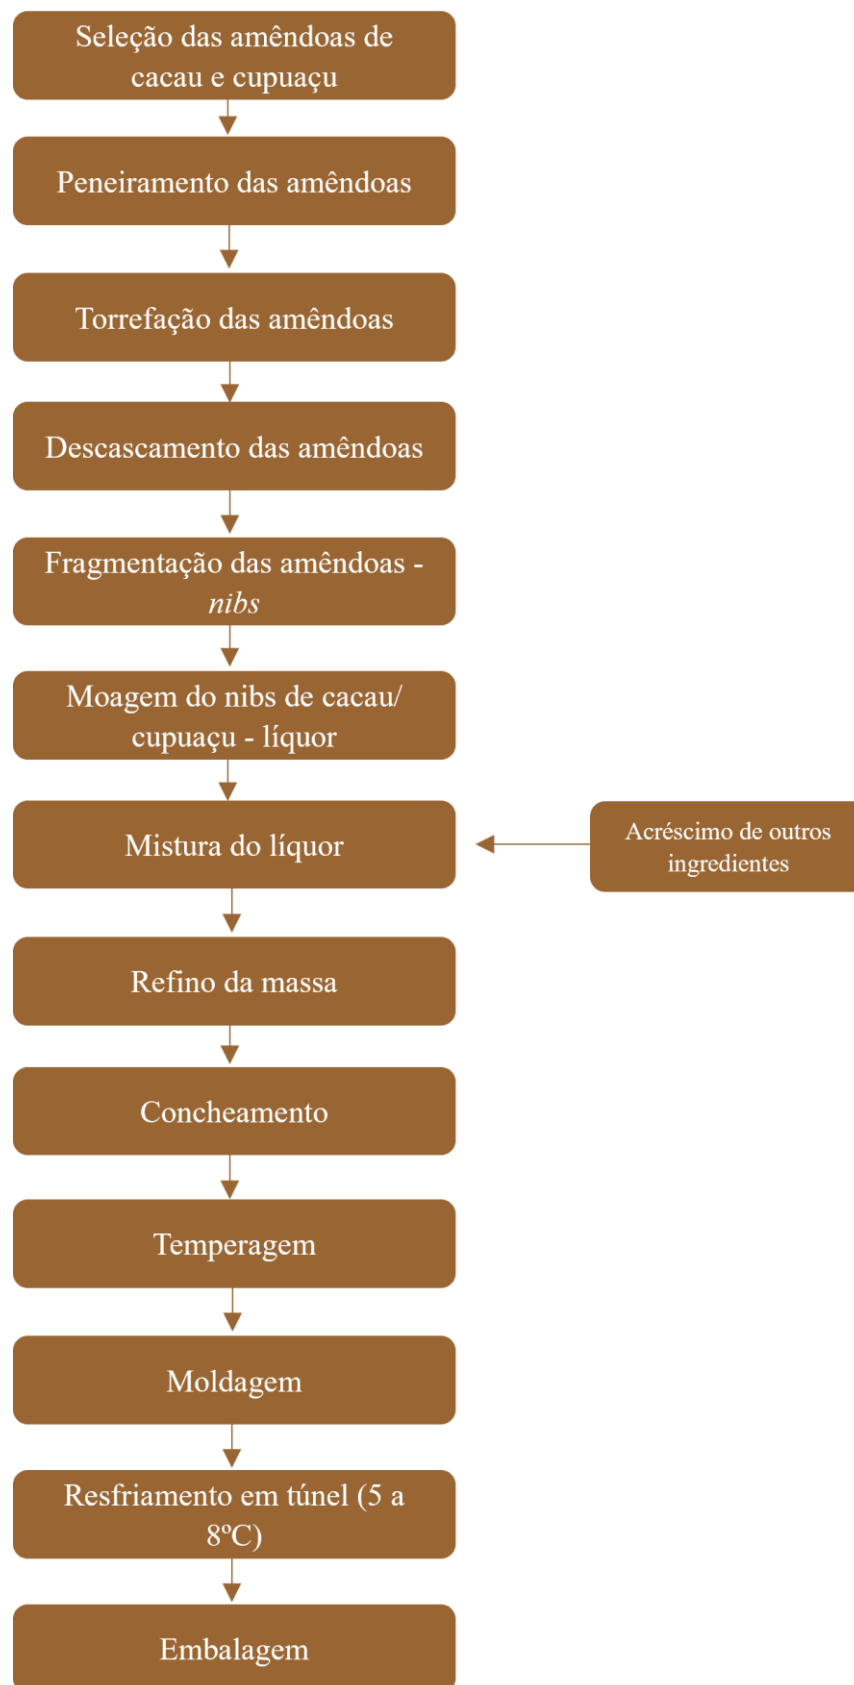 Seleção das amêndoas de
cacau e cupuaçu
Peneiramento das amêndoas
Torrefação das amêndoas
Descascamento das amêndoas
Fragmentação das amêndoas -
nibs
Moagem do nibs de cacau/
cupuaçu - líquor
Mistura do líquor
Acréscimo de outros
ingredientes
Refino da massa
Concheamento
Temperagem
Moldagem
Resfriamento em túnel (5 a
8ºC)
Embalagem